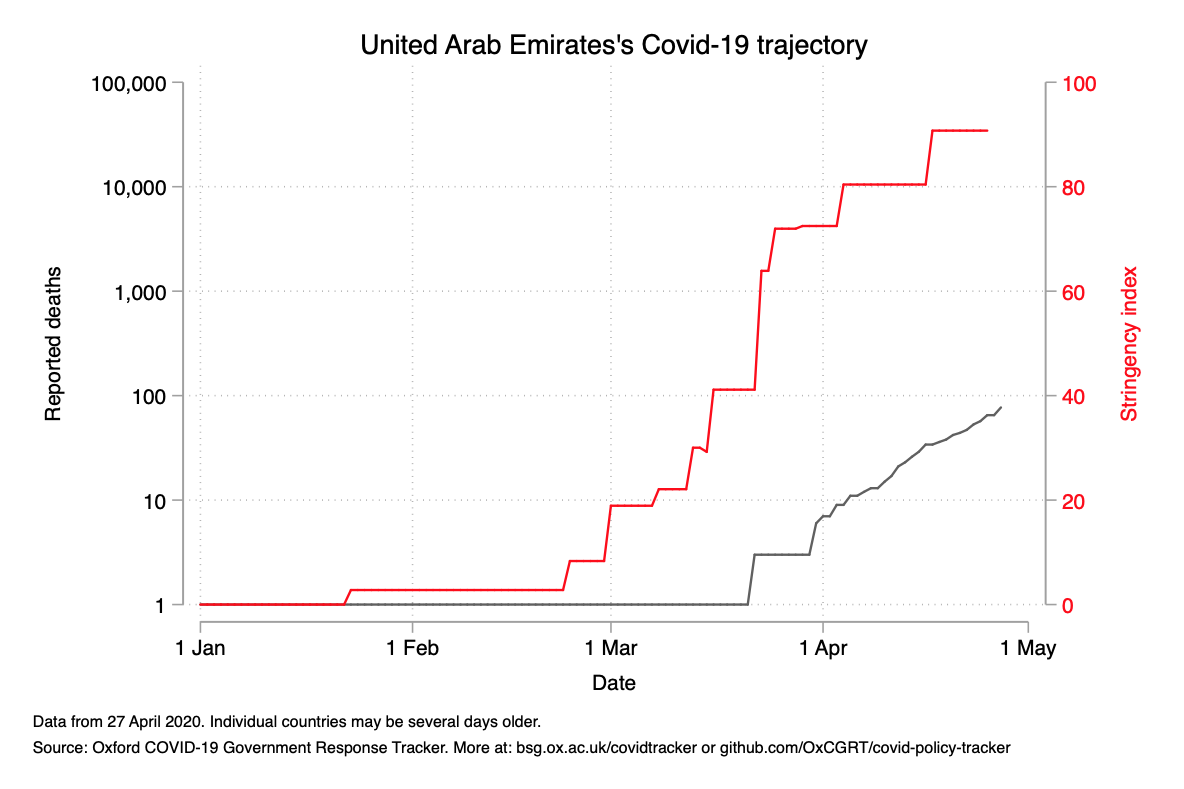 United Arab Emirates's Covid-19 trajectory
100,000
10,000
1,000
100
10
1
Reported deaths
100
80
60
40
20
0
Stringency index
1 Jan
1 Feb
1 Mar
1 Apr
1 May
Date
Data from 27 April 2020. Individual countries may be several days older.
Source: Oxford COVID-19 Government Response Tracker. More at: bsg.ox.ac.uk/covidtracker or github.com/OxCGRT/covid-policy-tracker